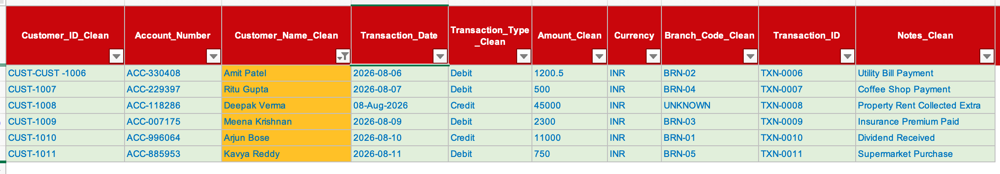 Customer_ID_Clean Account_Number Customer_Name_Clean Transaction_Date Transaction_Type_Clean Amount_Clean Currency Branch_Code_Clean Transaction_ID Notes_Clean
CUST-CUST -1006 ACC-330408 Amit Patel 2026-08-06 Debit 1200.5 INR BRN-02 TXN-0006 Utility Bill Payment
CUST-1007 ACC-229397 Ritu Gupta 2026-08-07 Debit 500 INR BRN-04 TXN-0007 Coffee Shop Payment
CUST-1008 ACC-118286 Deepak Verma 08-Aug-2026 Credit 45000 INR UNKNOWN TXN-0008 Property Rent Collected Extra
CUST-1009 ACC-007175 Meena Krishnan 2026-08-09 Debit 2300 INR BRN-03 TXN-0009 Insurance Premium Paid
CUST-1010 ACC-996064 Arjun Bose 2026-08-10 Credit 11000 INR BRN-01 TXN-0010 Dividend Received
CUST-1011 ACC-885953 Kavya Reddy 2026-08-11 Debit 750 INR BRN-05 TXN-0011 Supermarket Purchase